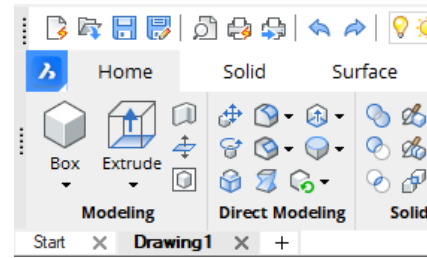 Home Solid Surface
Box Extrude
Modeling Direct Modeling Solid
Start Drawing1